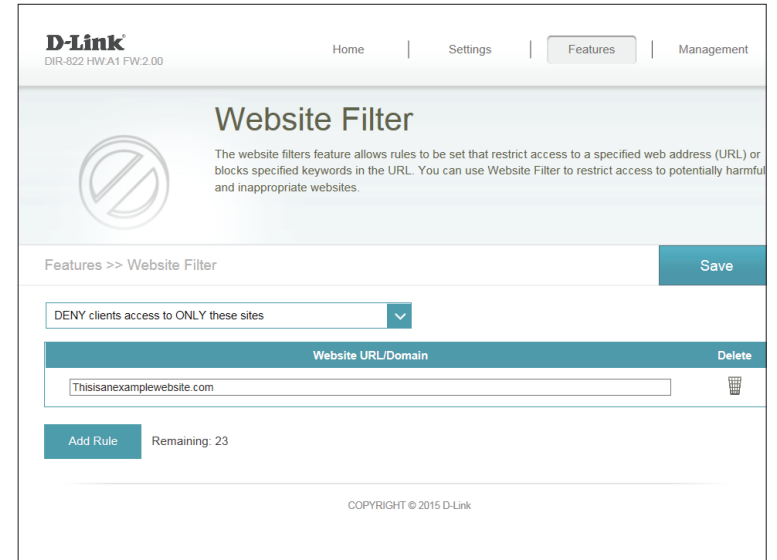 D-Link
DIR-822 HW:A1 FW:2.00
Home
Settings
Features
Management
Website Filter
The website filters feature allows rules to be set that restrict access to a specified web address (URL) or
blocks specified keywords in the URL. You can use Website Filter to restrict access to potentially harmful
and inappropriate websites.
Features >> Website Filter
Save
DENY clients access to ONLY these sites
Website URL/Domain
Delete
Thisisanexamplewebsite.com
Add Rule
Remaining: 23
COPYRIGHT © 2015 D-Link